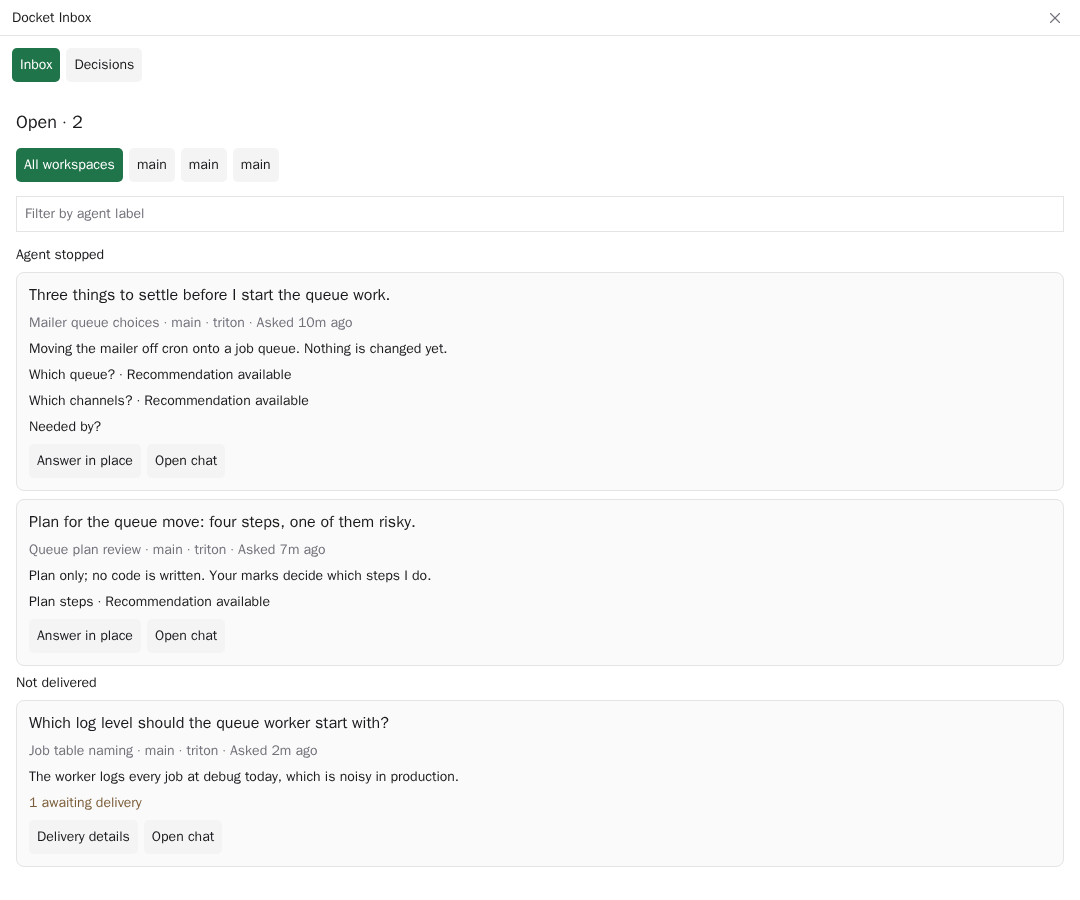 Docket Inbox
Inbox Decisions
Open · 2
All workspaces main main main
Filter by agent label
Agent stopped
Three things to settle before I start the queue work.
Mailer queue choices · main · triton · Asked 10m ago
Moving the mailer off cron onto a job queue. Nothing is changed yet.
Which queue? · Recommendation available
Which channels? · Recommendation available
Needed by?
Answer in place Open chat
Plan for the queue move: four steps, one of them risky.
Queue plan review · main · triton · Asked 7m ago
Plan only; no code is written. Your marks decide which steps I do.
Plan steps · Recommendation available
Answer in place Open chat
Not delivered
Which log level should the queue worker start with?
Job table naming · main · triton · Asked 2m ago
The worker logs every job at debug today, which is noisy in production.
1 awaiting delivery
Delivery details Open chat